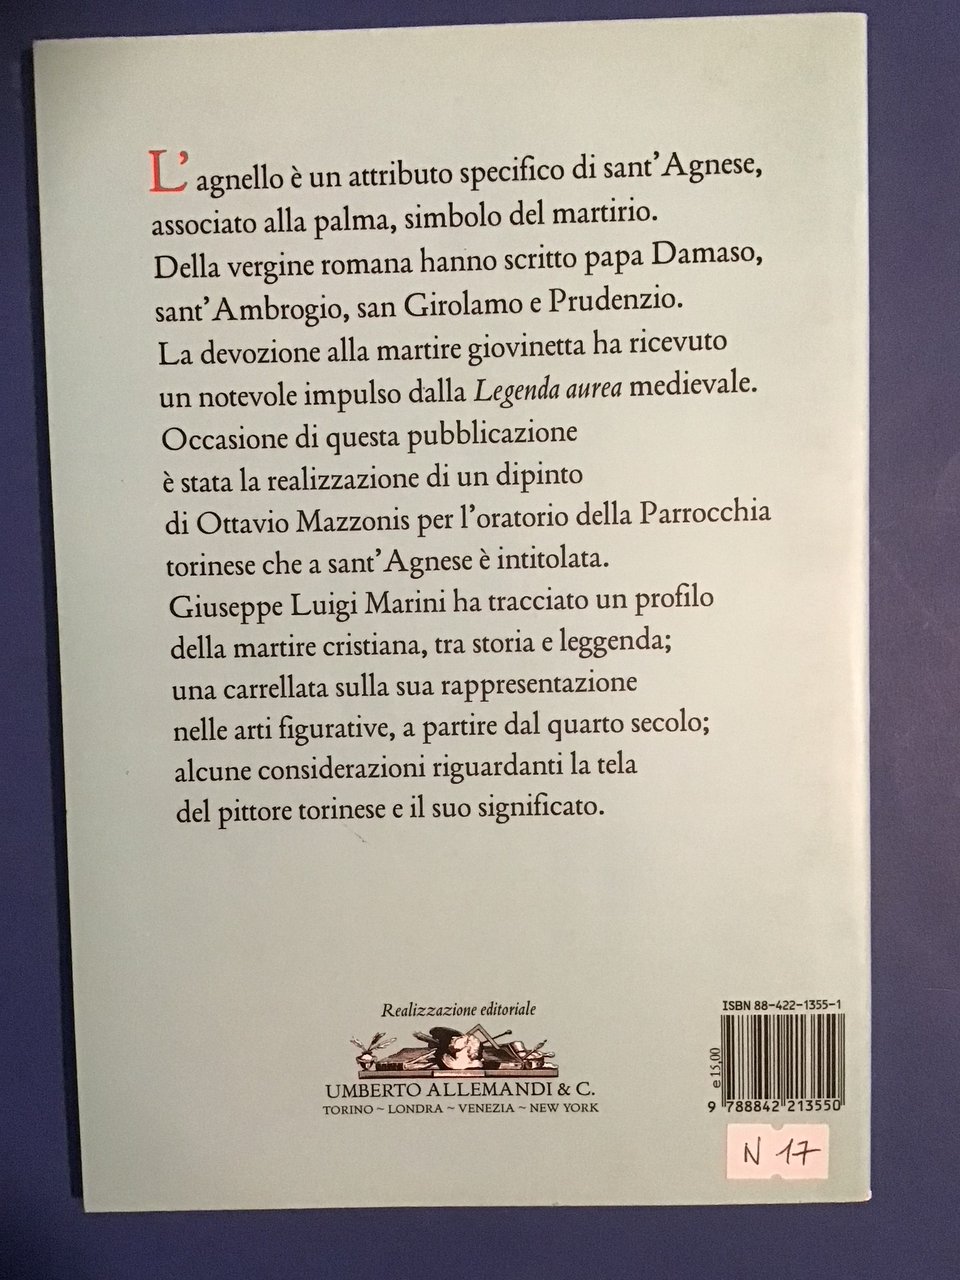 L'agnello è un attributo specifico di sant'Agnese,
associato alla palma, simbolo del martirio.
Della vergine romana hanno scritto papa Damaso,
sant'Ambrogio, san Girolamo e Prudenzio.
La devozione alla martire giovinetta ha ricevuto
un notevole impulso dalla Legenda aurea medievale.
Occasione di questa pubblicazione
è stata la realizzazione di un dipinto
di Ottavio Mazzonis per l'oratorio della Parrocchia
torinese che a sant'Agnese è intitolata.
Giuseppe Luigi Marini ha tracciato un profilo
della martire cristiana, tra storia e leggenda;
una carrellata sulla sua rappresentazione
nelle arti figurative, a partire dal quarto secolo;
alcune considerazioni riguardanti la tela
del pittore torinese e il suo significato.
Realizzazione editoriale
UMBERTO ALLEMANDI & C.
TORINO ~ LONDRA ~ VENEZIA ~ NEW YORK
ISBN 88-422-1355-1
e 15,00
9 788842 213550
N 17